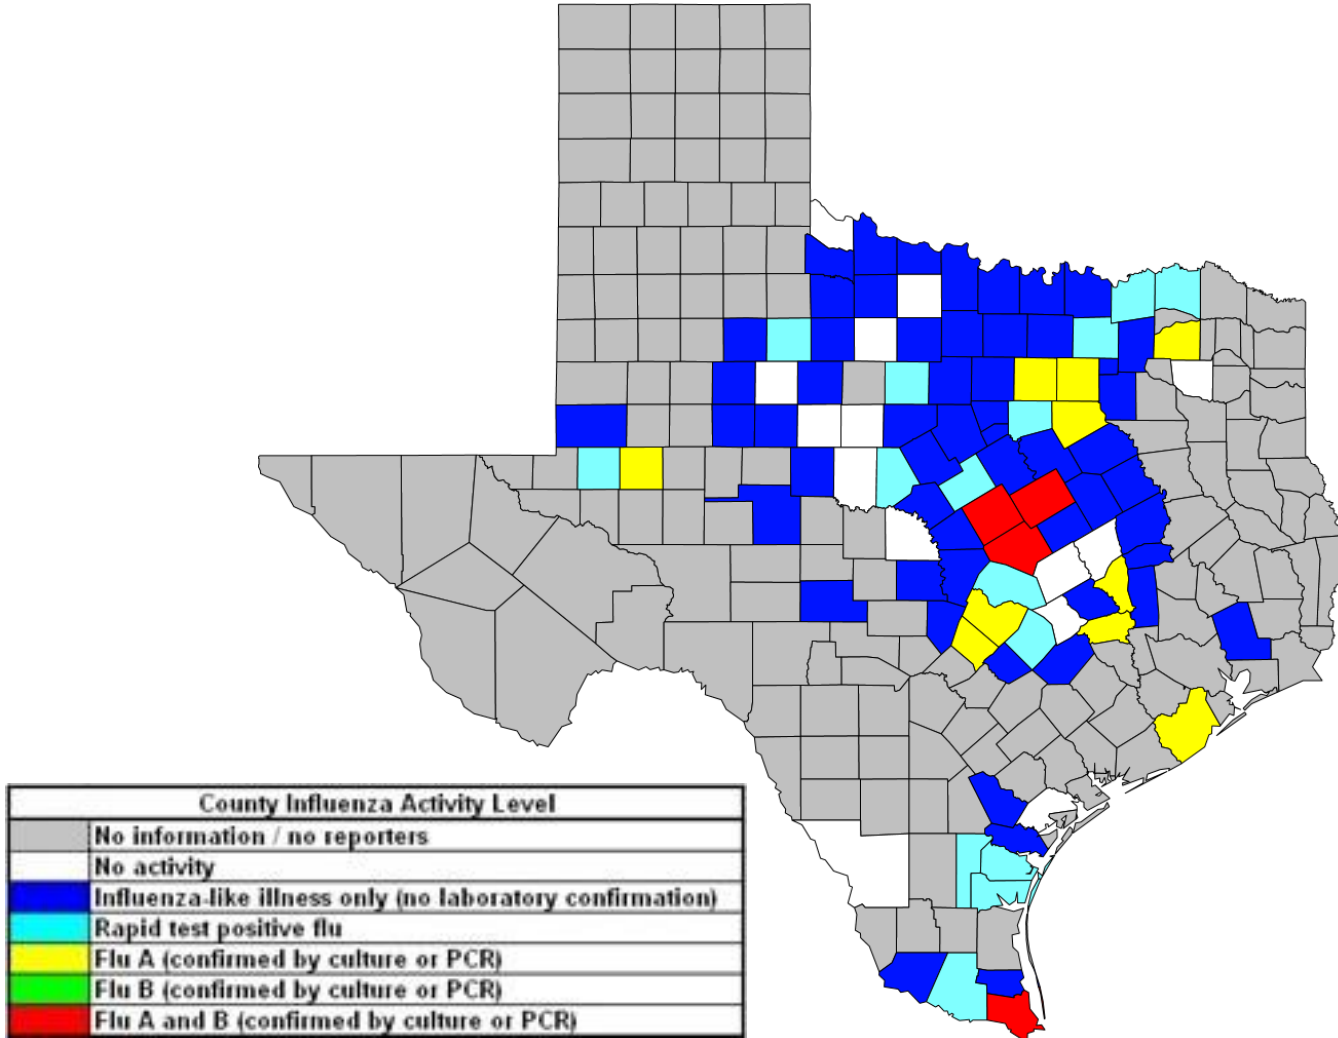 County Influenza Activity Level
No information / no reporters
No activity
Influenza-like illness only (no laboratory confirmation)
Rapid test positive flu
Flu A (confirmed by culture or PCR)
Flu B (confirmed by culture or PCR)
Flu A and B (confirmed by culture or PCR)